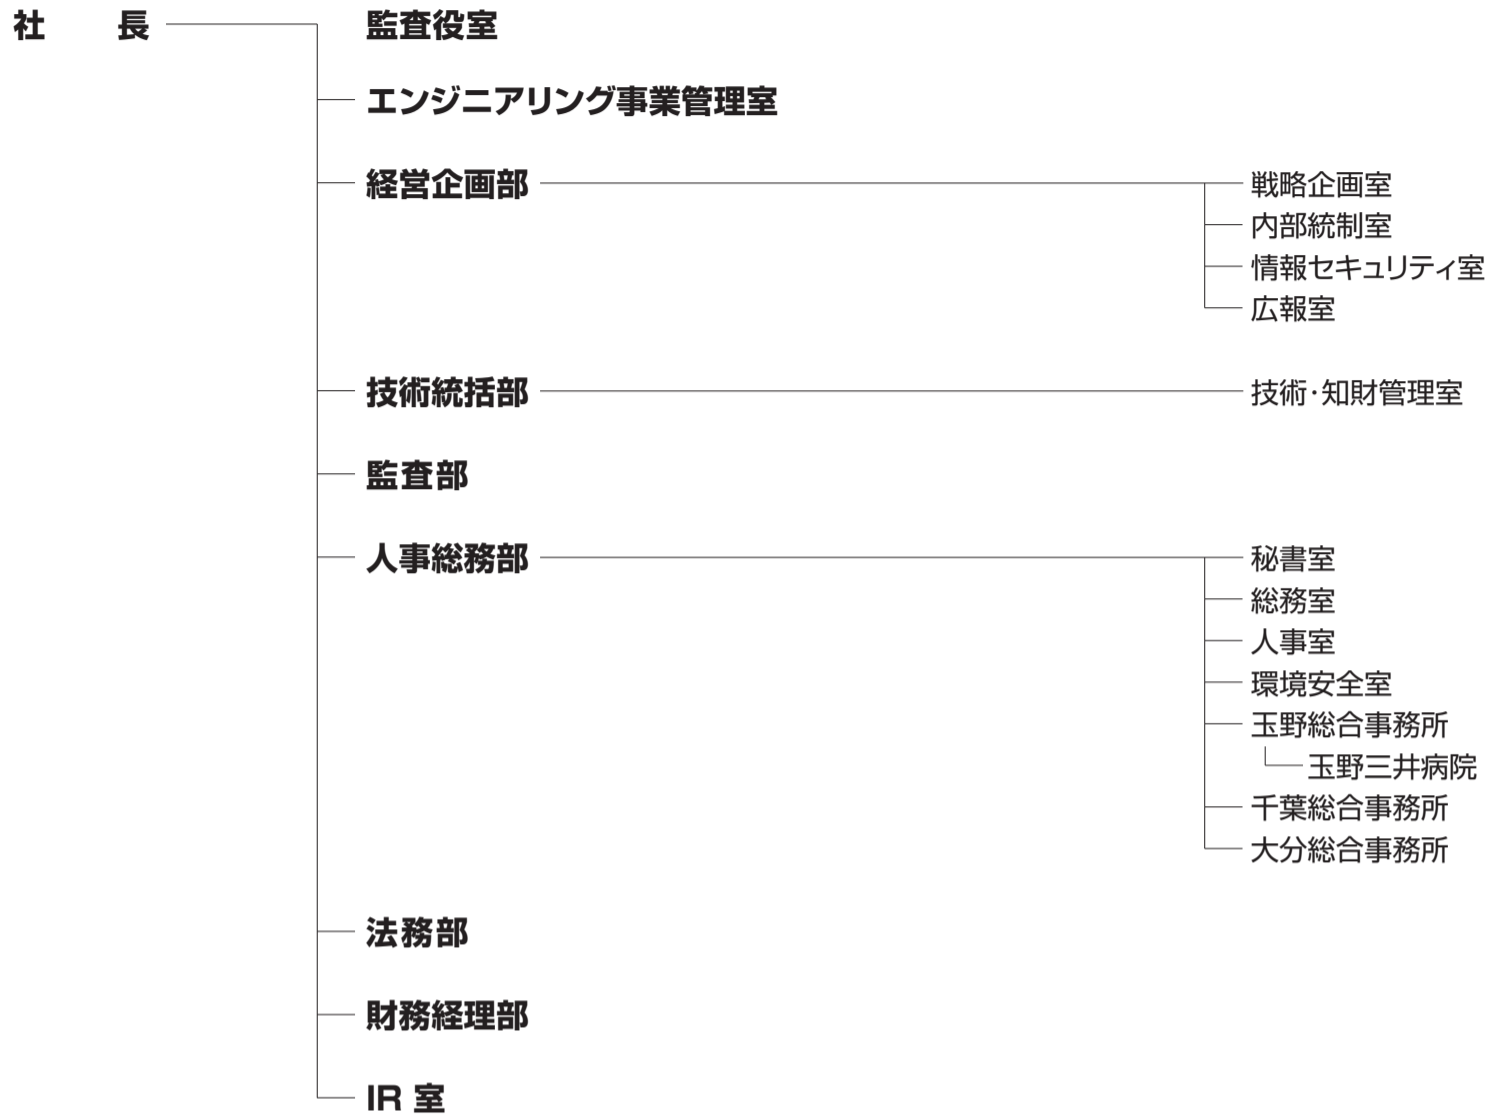 社　　長　監査役室
エンジニアリング事業管理室
経営企画部　戦略企画室
内部統制室
情報セキュリティ室
広報室
技術統括部　技術・知財管理室
監査部
人事総務部　秘書室
総務室
人事室
環境安全室
玉野総合事務所
玉野三井病院
千葉総合事務所
大分総合事務所
法務部
財務経理部
IR 室